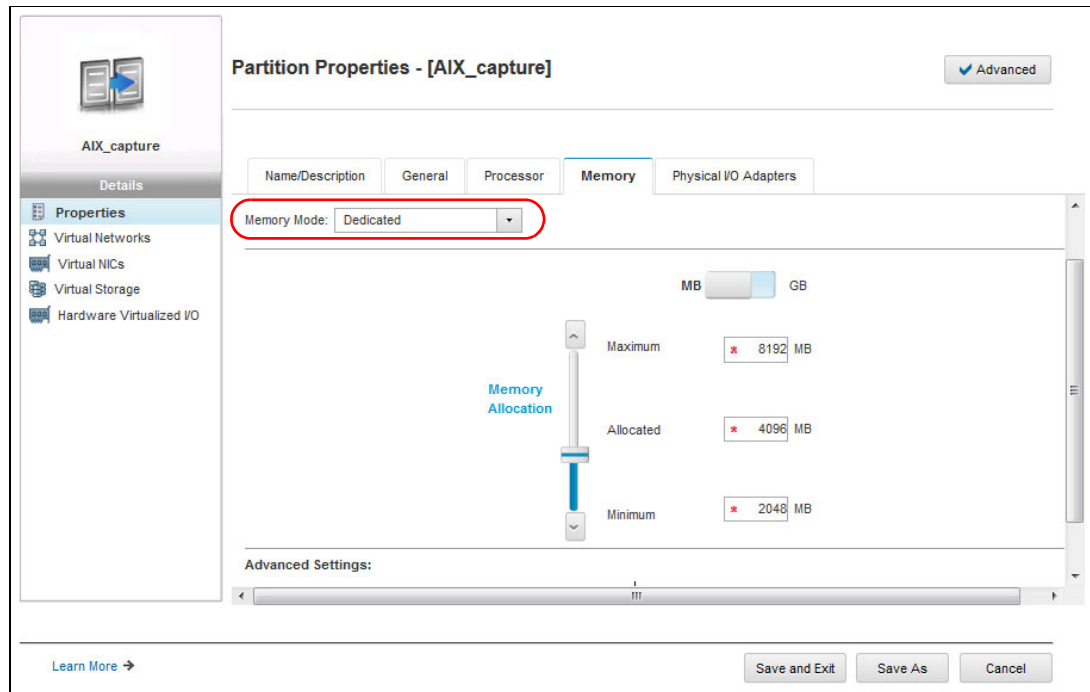 Partition Properties - [AIX_capture]
Advanced
AIX_capture
Details
Properties
Virtual Networks
Virtual NICs
Virtual Storage
Hardware Virtualized I/O
Name/Description General Processor Memory Physical I/O Adapters
Memory Mode: Dedicated
MB GB
Memory Allocation
Maximum * 8192 MB
Allocated * 4096 MB
Minimum * 2048 MB
Advanced Settings:
Learn More →
Save and Exit Save As Cancel